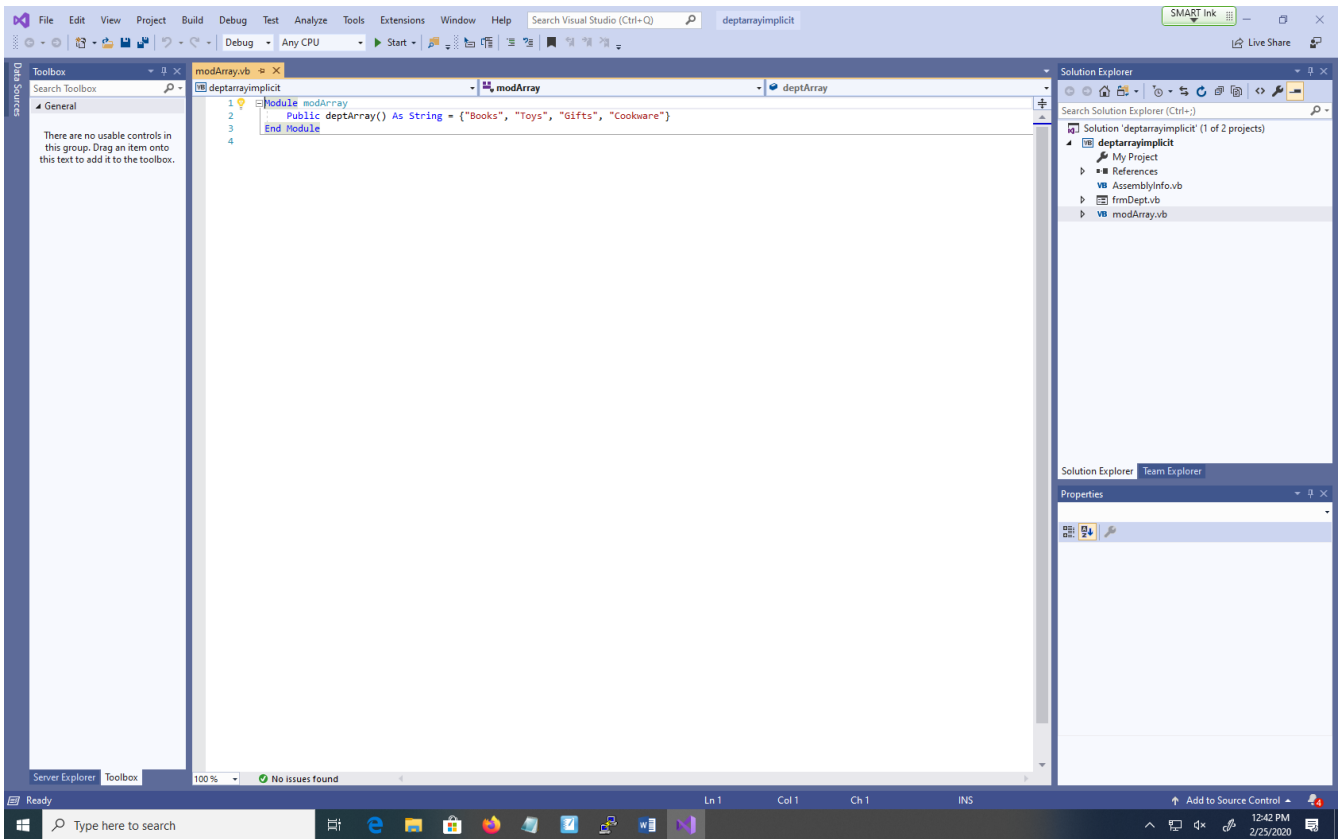 File Edit View Project Build Debug Test Analyze Tools Extensions Window Help Search Visual Studio (Ctrl+Q) deptarrayimplicit
SMART Ink
Debug Any CPU Start Live Share
Data Sources
Toolbox
Search Toolbox
General
There are no usable controls in
this group. Drag an item onto
this text to add it to the toolbox.
Server Explorer Toolbox
modArray.vb
VB deptarrayimplicit modArray deptArray
1 Module modArray
2 Public deptArray() As String = {"Books", "Toys", "Gifts", "Cookware"}
3 End Module
4
100 % No issues found
Solution Explorer
Search Solution Explorer (Ctrl+;)
Solution 'deptarrayimplicit' (1 of 2 projects)
VB deptarrayimplicit
My Project
References
VB AssemblyInfo.vb
frmDept.vb
VB modArray.vb
Solution Explorer Team Explorer
Properties
Ready Ln 1 Col 1 Ch 1 INS Add to Source Control 4
Type here to search
12:42 PM
2/25/2020